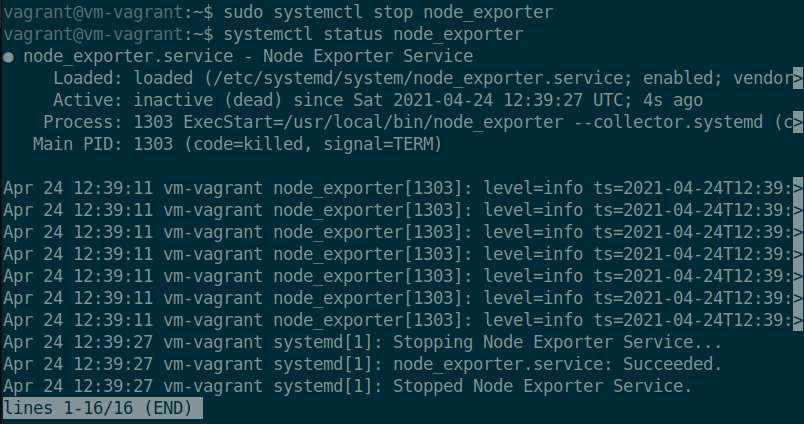 vagrant@vm-vagrant:~$ sudo systemctl stop node_exporter
vagrant@vm-vagrant:~$ systemctl status node_exporter
● node_exporter.service - Node Exporter Service
     Loaded: loaded (/etc/systemd/system/node_exporter.service; enabled; vendor>
     Active: inactive (dead) since Sat 2021-04-24 12:39:27 UTC; 4s ago
    Process: 1303 ExecStart=/usr/local/bin/node_exporter --collector.systemd (c>
   Main PID: 1303 (code=killed, signal=TERM)

Apr 24 12:39:11 vm-vagrant node_exporter[1303]: level=info ts=2021-04-24T12:39:>
Apr 24 12:39:11 vm-vagrant node_exporter[1303]: level=info ts=2021-04-24T12:39:>
Apr 24 12:39:11 vm-vagrant node_exporter[1303]: level=info ts=2021-04-24T12:39:>
Apr 24 12:39:11 vm-vagrant node_exporter[1303]: level=info ts=2021-04-24T12:39:>
Apr 24 12:39:11 vm-vagrant node_exporter[1303]: level=info ts=2021-04-24T12:39:>
Apr 24 12:39:11 vm-vagrant node_exporter[1303]: level=info ts=2021-04-24T12:39:>
Apr 24 12:39:11 vm-vagrant node_exporter[1303]: level=info ts=2021-04-24T12:39:>
Apr 24 12:39:27 vm-vagrant systemd[1]: Stopping Node Exporter Service...
Apr 24 12:39:27 vm-vagrant systemd[1]: node_exporter.service: Succeeded.
Apr 24 12:39:27 vm-vagrant systemd[1]: Stopped Node Exporter Service.
lines 1-16/16 (END)